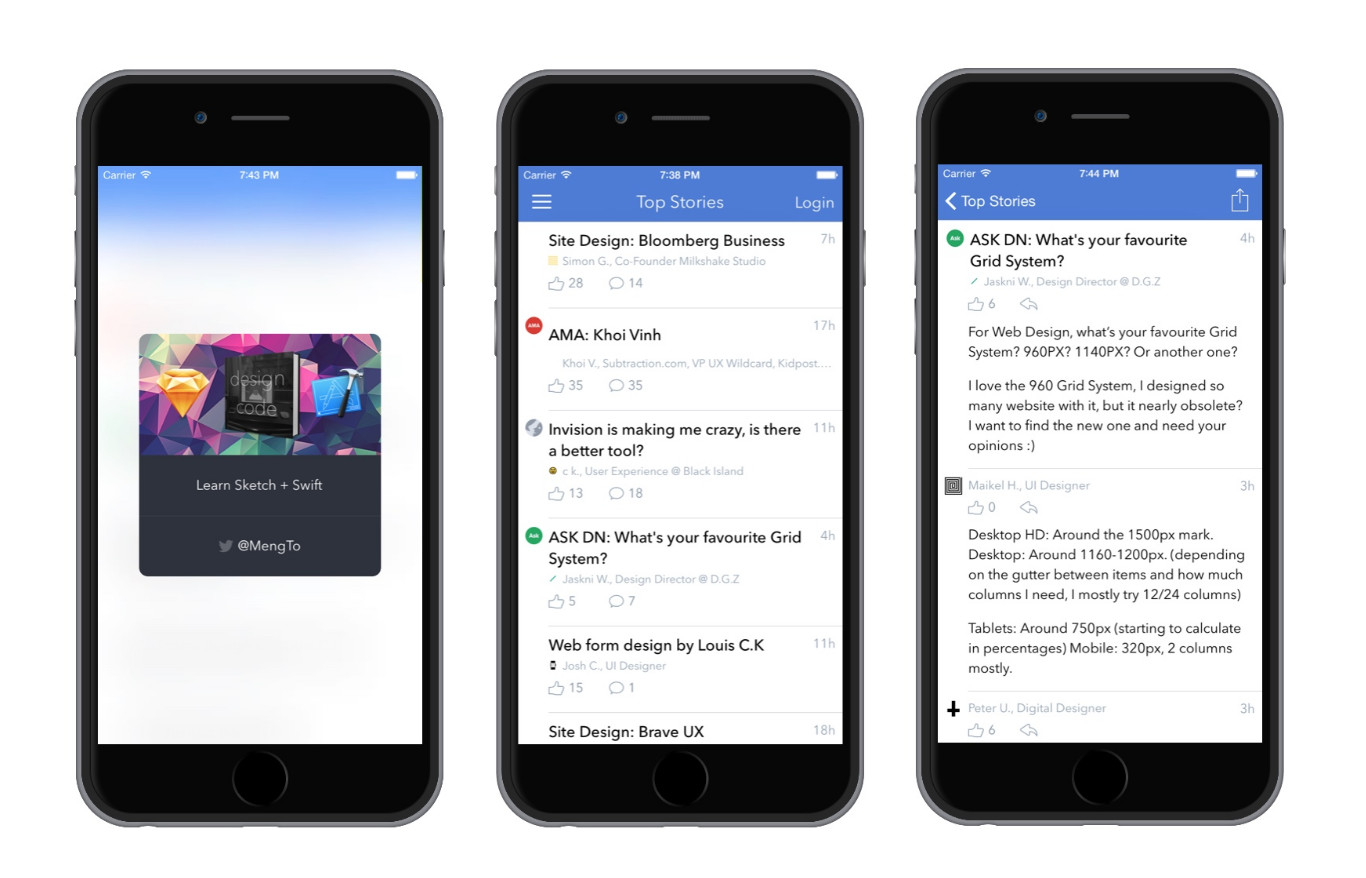 Carrier 7:43 PM
design
code
Learn Sketch + Swift
@MengTo
Carrier 7:38 PM
Top Stories Login
Site Design: Bloomberg Business 7h
Simon G., Co-Founder Milkshake Studio
28 14
AMA 17h
AMA: Khoi Vinh
Khoi V., Subtraction.com, VP UX Wildcard, Kidpost....
35 35
Invision is making me crazy, is there 11h
a better tool?
c k., User Experience @ Black Island
13 18
Ask ASK DN: What's your favourite Grid 4h
System?
Jaskni W., Design Director @ D.G.Z
5 7
Web form design by Louis C.K 11h
Josh C., UI Designer
15 1
Site Design: Brave UX 18h
Carrier 7:44 PM
Top Stories
Ask ASK DN: What's your favourite 4h
Grid System?
Jaskni W., Design Director @ D.G.Z
6
For Web Design, what's your favourite Grid
System? 960PX? 1140PX? Or another one?
I love the 960 Grid System, I designed so
many website with it, but it nearly obsolete?
I want to find the new one and need your
opinions :)
Maikel H., UI Designer 3h
0
Desktop HD: Around the 1500px mark.
Desktop: Around 1160-1200px. (depending
on the gutter between items and how much
columns I need, I mostly try 12/24 columns)
Tablets: Around 750px (starting to calculate
in percentages) Mobile: 320px, 2 columns
mostly.
Peter U., Digital Designer 3h
6